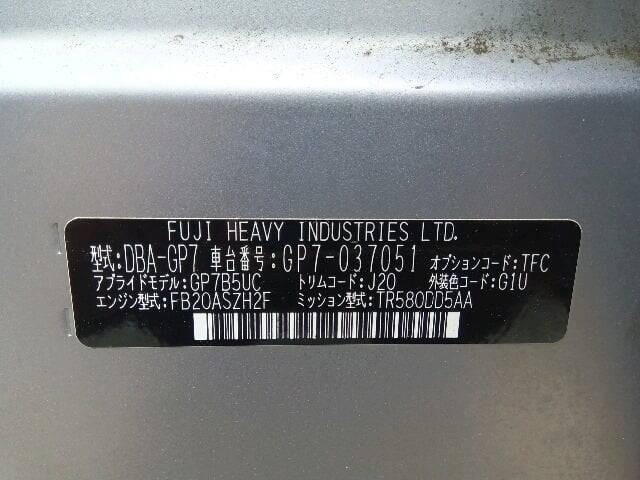 FUJI HEAVY INDUSTRIES LTD.
型式:DBA-GP7 車台番号:GP7-037051 オプションコード:TFC
アプライドモデル:GP7B5UC トリムコード:J20 外装色コード:G1U
エンジン型式:FB20ASZH2F ミッション型式:TR580DD5AA